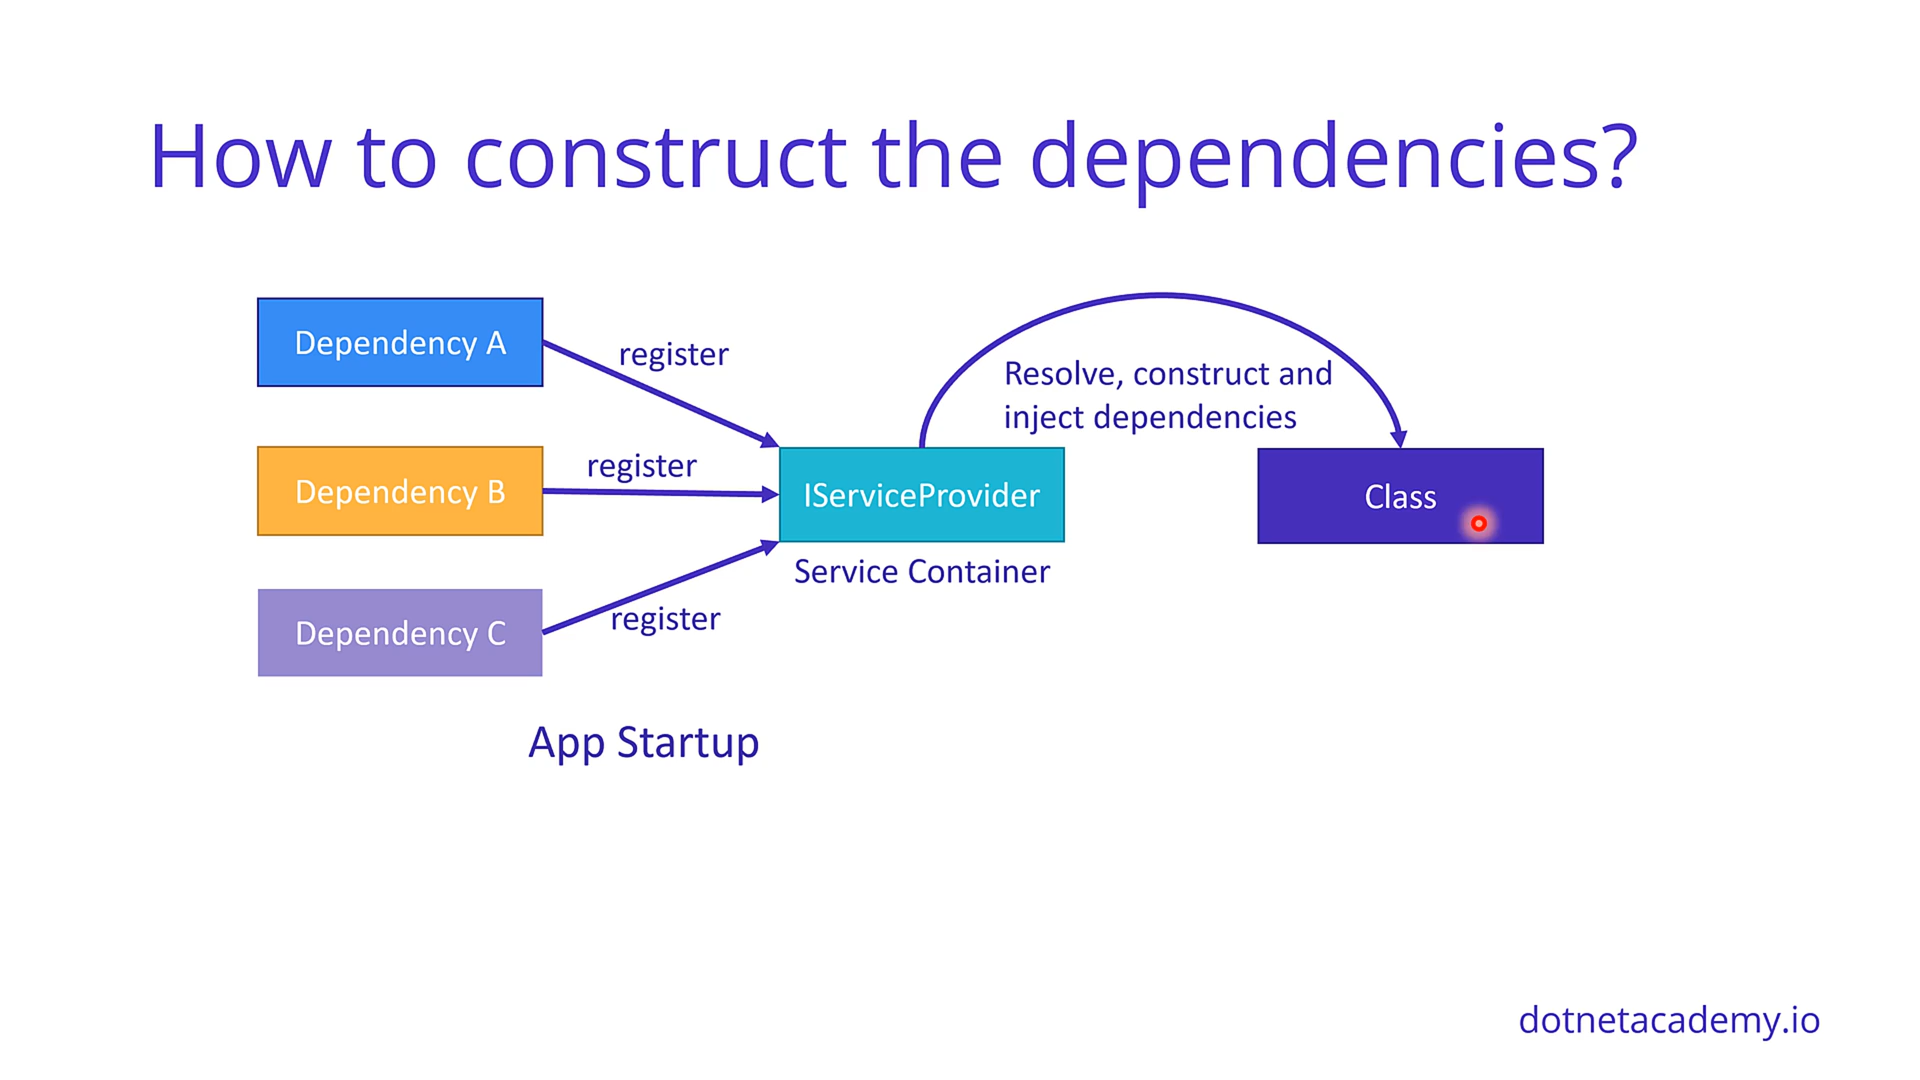 How to construct the dependencies?
Dependency A
register
Resolve, construct and
inject dependencies
Dependency B
register
IServiceProvider
Class
Service Container
Dependency C
register
App Startup
dotnetacademy.io